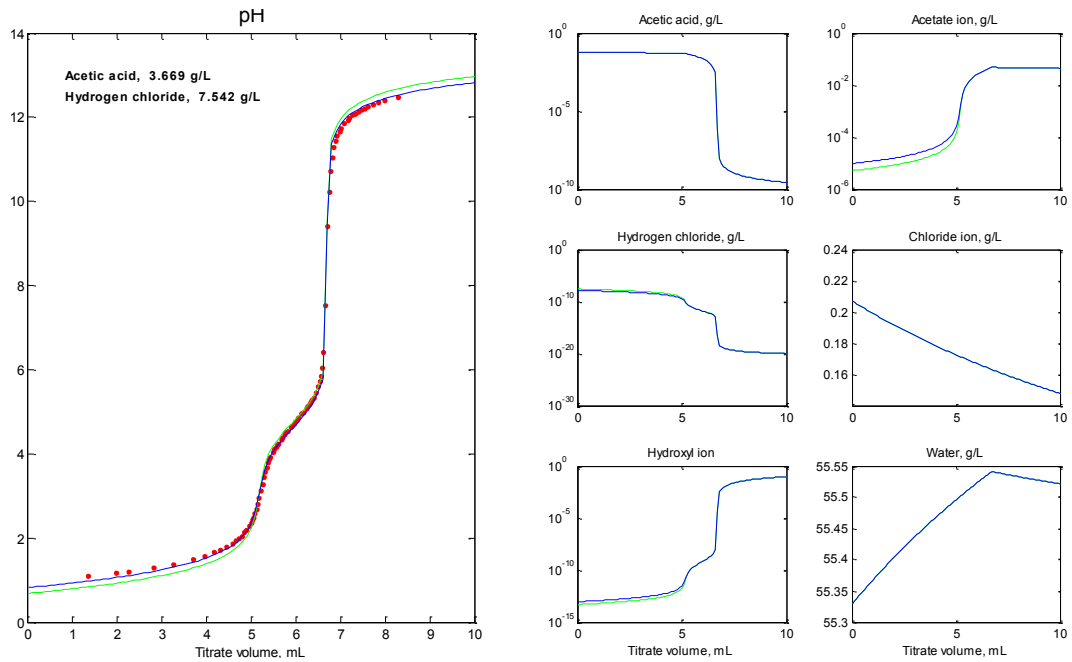 pH
14
12
10
8
6
4
2
0
Acetic acid, 3.669 g/L
Hydrogen chloride, 7.542 g/L
0 1 2 3 4 5 6 7 8 9 10
Titrate volume, mL
Acetic acid, g/L
10^0
10^-5
10^-10
0 5 10
Acetate ion, g/L
10^0
10^-2
10^-4
10^-6
0 5 10
Hydrogen chloride, g/L
10^0
10^-10
10^-20
10^-30
0 5 10
Chloride ion, g/L
0.24
0.22
0.2
0.18
0.16
0 5 10
Hydroxyl ion
10^0
10^-5
10^-10
10^-15
0 5 10
Titrate volume, mL
Water, g/L
55.55
55.5
55.45
55.4
55.35
55.3
0 5 10
Titrate volume, mL